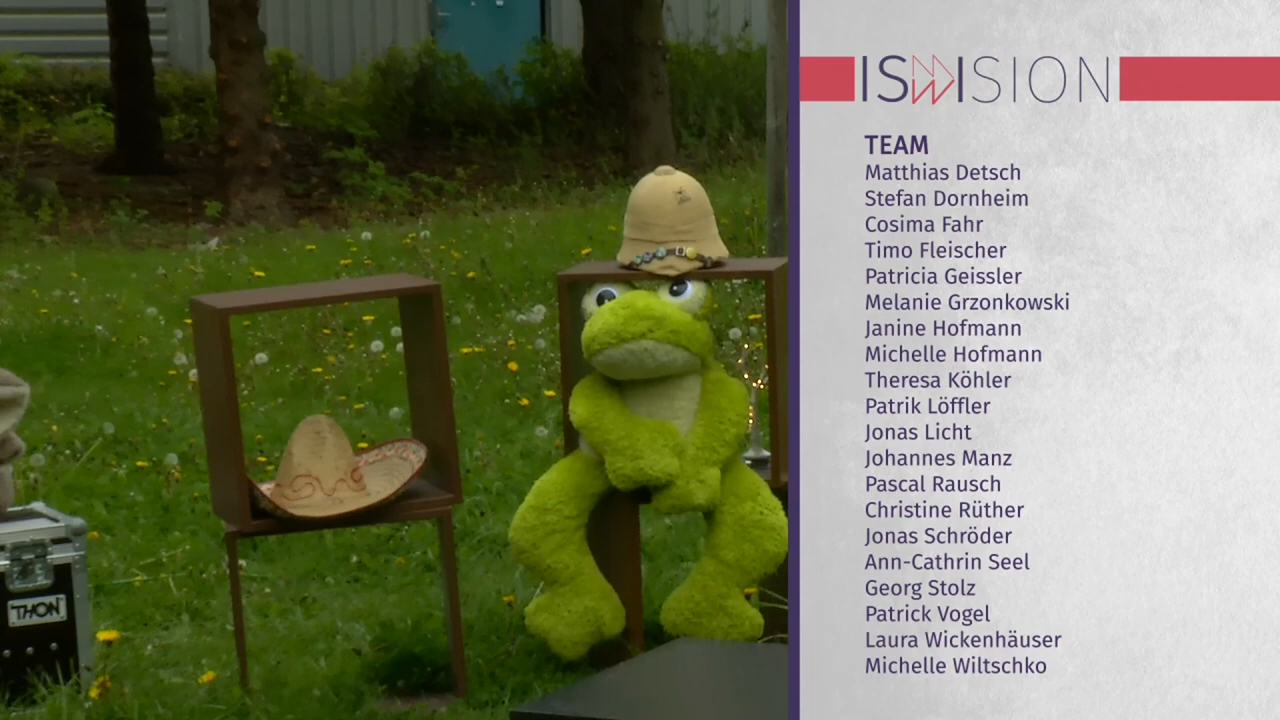 THON
ISWISION
TEAM
Matthias Detsch
Stefan Dornheim
Cosima Fahr
Timo Fleischer
Patricia Geissler
Melanie Grzonkowski
Janine Hofmann
Michelle Hofmann
Theresa Köhler
Patrik Löffler
Jonas Licht
Johannes Manz
Pascal Rausch
Christine Rüther
Jonas Schröder
Ann-Cathrin Seel
Georg Stolz
Patrick Vogel
Laura Wickenhäuser
Michelle Wiltschko